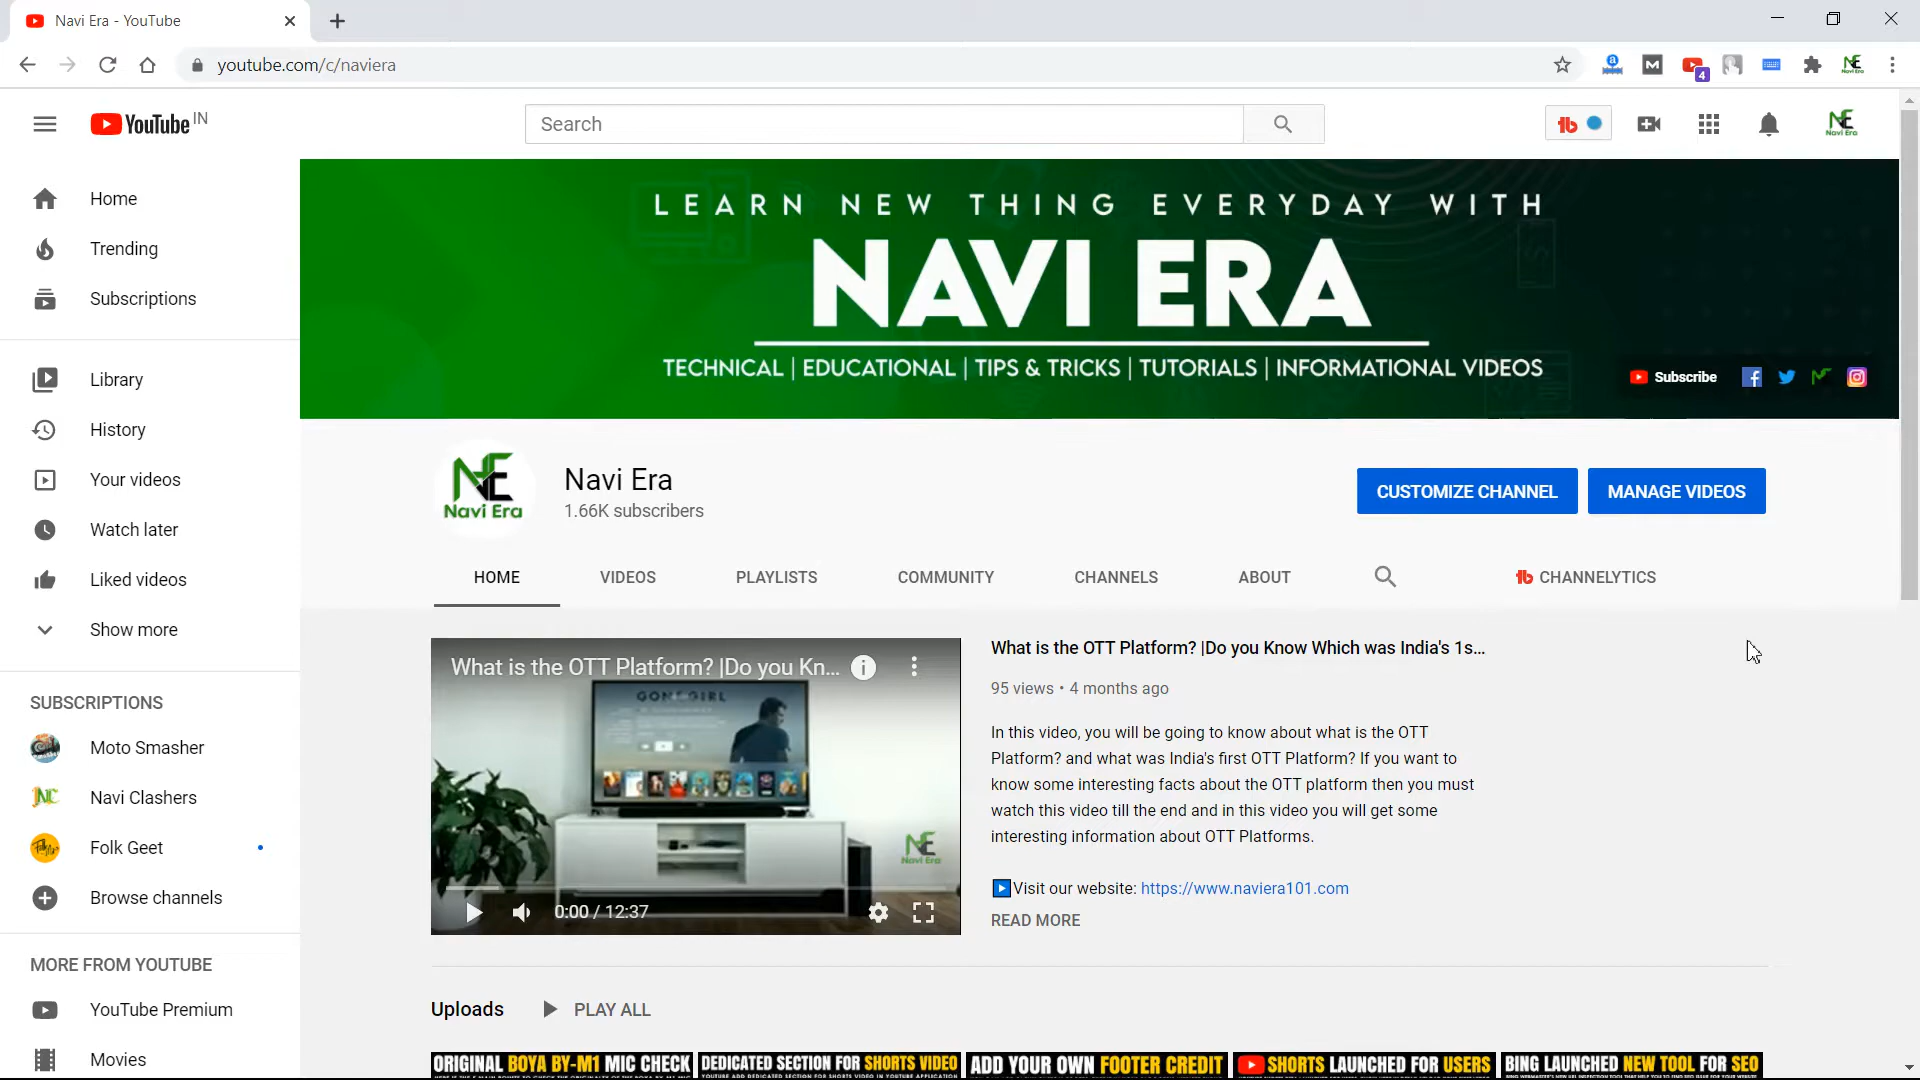 Navi Era - YouTube
youtube.com/c/naviera
4
YouTube IN
Search
Navi Era
Home
Trending
Subscriptions
Library
History
Your videos
Watch later
Liked videos
Show more
SUBSCRIPTIONS
Moto Smasher
Navi Clashers
Folk Geet
Browse channels
MORE FROM YOUTUBE
YouTube Premium
Movies
LEARN NEW THING EVERYDAY WITH
NAVI ERA
TECHNICAL | EDUCATIONAL | TIPS & TRICKS | TUTORIALS | INFORMATIONAL VIDEOS
Subscribe
Navi Era
Navi Era
1.66K subscribers
CUSTOMIZE CHANNEL
MANAGE VIDEOS
HOME VIDEOS PLAYLISTS COMMUNITY CHANNELS ABOUT CHANNELYTICS
What is the OTT Platform? |Do you Kn...
GONE GIRL
Navi Era
0:00 / 12:37
What is the OTT Platform? |Do you Know Which was India's 1s...
95 views • 4 months ago
In this video, you will be going to know about what is the OTT
Platform? and what was India's first OTT Platform? If you want to
know some interesting facts about the OTT platform then you must
watch this video till the end and in this video you will get some
interesting information about OTT Platforms.
Visit our website: https://www.naviera101.com
READ MORE
Uploads PLAY ALL
ORIGINAL BOYA BY-M1 MIC CHECK
DEDICATED SECTION FOR SHORTS VIDEO
ADD YOUR OWN FOOTER CREDIT
SHORTS LAUNCHED FOR USERS
BING LAUNCHED NEW TOOL FOR SEO